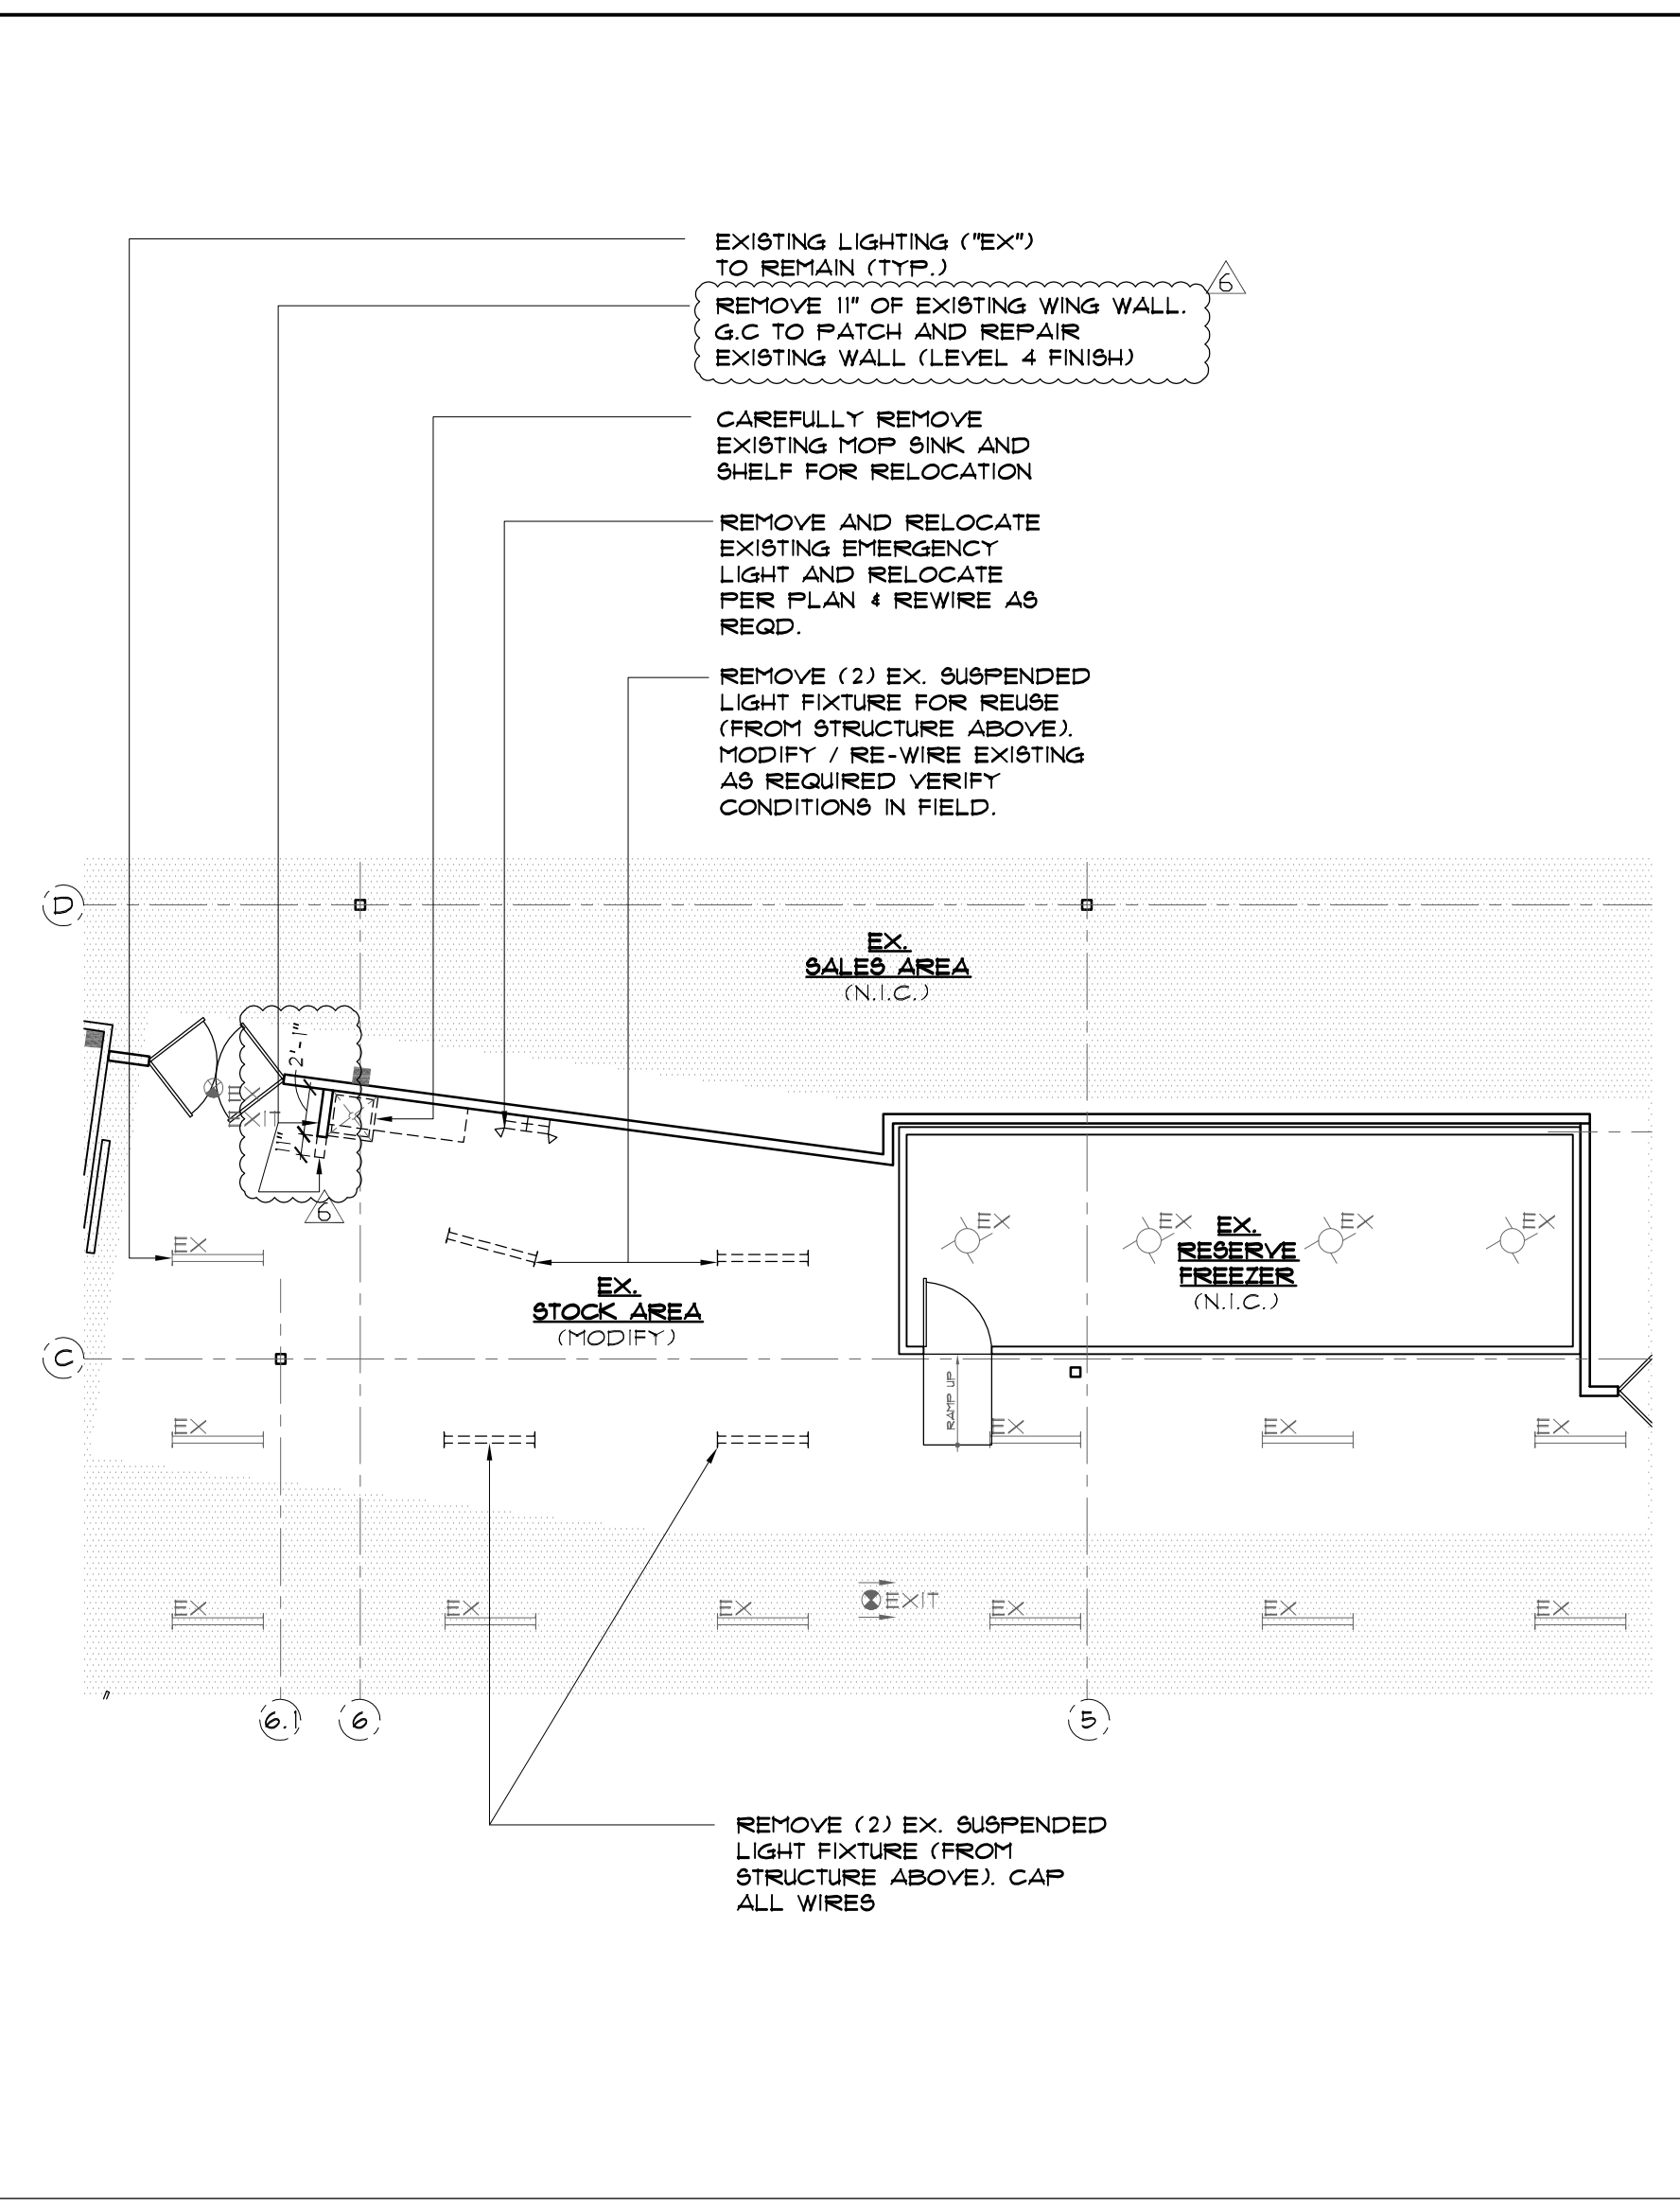 EXISTING LIGHTING ("EX")
TO REMAIN (TYP.)
6
REMOVE 11" OF EXISTING WING WALL.
G.C TO PATCH AND REPAIR
EXISTING WALL (LEVEL 4 FINISH)
CAREFULLY REMOVE
EXISTING MOP SINK AND
SHELF FOR RELOCATION
REMOVE AND RELOCATE
EXISTING EMERGENCY
LIGHT AND RELOCATE
PER PLAN & REWIRE AS
REQD.
REMOVE (2) EX. SUSPENDED
LIGHT FIXTURE FOR REUSE
(FROM STRUCTURE ABOVE).
MODIFY / RE-WIRE EXISTING
AS REQUIRED VERIFY
CONDITIONS IN FIELD.
D
EX.
SALES AREA
(N.I.C.)
2'-1"
EX
EXIT
11"
6
EX
EX
EX
EX
EX
EX.
RESERVE
FREEZER
(N.I.C.)
EX.
STOCK AREA
(MODIFY)
C
RAMP UP
EX
EX
EX
EX
EXIT
EX
EX
EX
EX
EX
EX
6.1
6
5
REMOVE (2) EX. SUSPENDED
LIGHT FIXTURE (FROM
STRUCTURE ABOVE). CAP
ALL WIRES